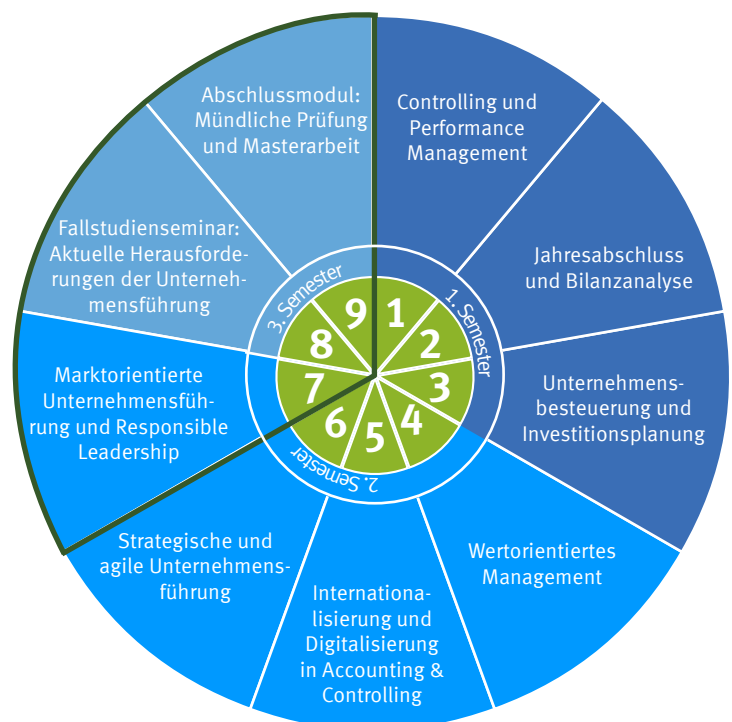 Abschlussmodul:
Mündliche Prüfung
und Masterarbeit
Controlling und
Performance
Management
Fallstudienseminar:
Aktuelle Herausforde-
rungen der Unterneh-
mensführung
Jahresabschluss
und Bilanzanalyse
3. Semester
1. Semester
9
1
8
2
7
3
6
5
4
2. Semester
Marktorientierte
Unternehmensfüh-
rung und Responsible
Leadership
Unternehmens-
besteuerung und
Investitionsplanung
Strategische und
agile Unternehmens-
führung
Internationa-
lisierung und
Digitalisierung
in Accounting &
Controlling
Wertorientiertes
Management